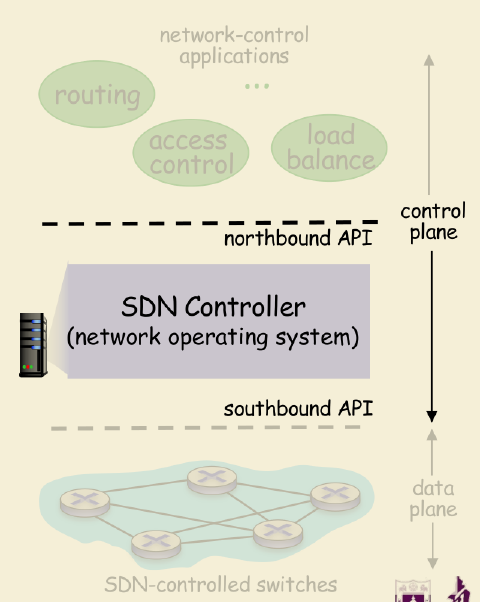 network-control
applications
...
routing
access
control
load
balance
control
plane
northbound API
SDN Controller
(network operating system)
southbound API
data
plane
SDN-controlled switches